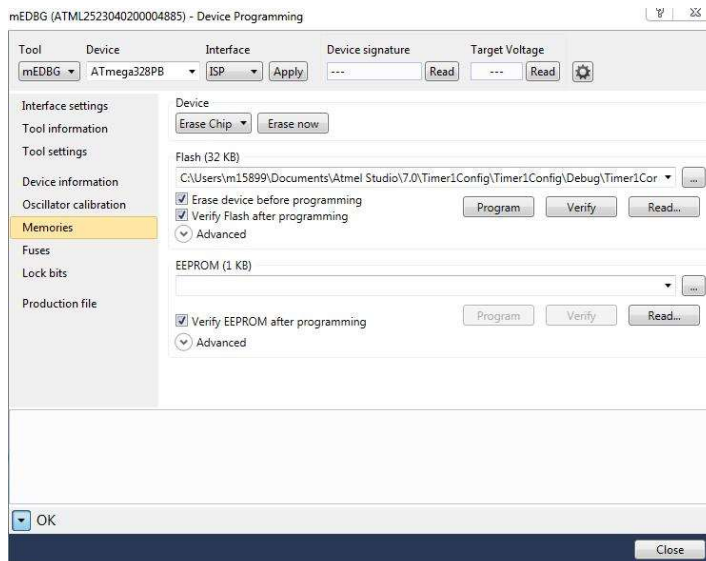 mEDBG (ATML2523040200004885) - Device Programming
Tool Device Interface Device signature Target Voltage
mEDBG ATmega328PB ISP Apply --- Read --- Read
Interface settings
Tool information
Tool settings
Device information
Oscillator calibration
Memories
Fuses
Lock bits
Production file
Device
Erase Chip Erase now
Flash (32 KB)
C:\Users\m15899\Documents\Atmel Studio\7.0\Timer1Config\Timer1Config\Debug\Timer1Cor ...
Erase device before programming
Verify Flash after programming
Program Verify Read...
Advanced
EEPROM (1 KB)
...
Verify EEPROM after programming
Program Verify Read...
Advanced
OK
Close